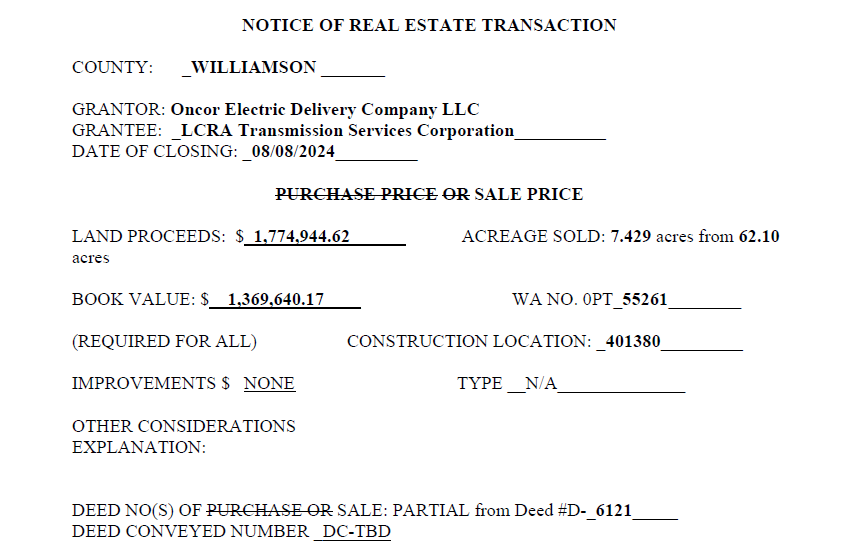 NOTICE OF REAL ESTATE TRANSACTION
COUNTY: _WILLIAMSON _______
GRANTOR: Oncor Electric Delivery Company LLC
GRANTEE: _LCRA Transmission Services Corporation__________
DATE OF CLOSING: _08/08/2024_________
PURCHASE PRICE OR SALE PRICE
LAND PROCEEDS: $_1,774,944.62______ ACREAGE SOLD: 7.429 acres from 62.10
acres
BOOK VALUE: $__1,369,640.17____ WA NO. 0PT_55261________
(REQUIRED FOR ALL) CONSTRUCTION LOCATION: _401380_________
IMPROVEMENTS $ NONE TYPE __N/A______________
OTHER CONSIDERATIONS
EXPLANATION:
DEED NO(S) OF PURCHASE OR SALE: PARTIAL from Deed #D-_6121_____
DEED CONVEYED NUMBER _DC-TBD